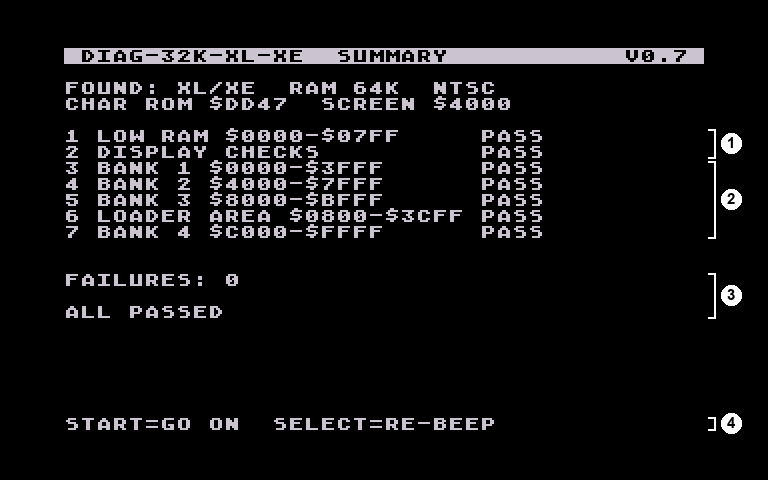 DIAG-32K-XL-XE SUMMARY V0.7
FOUND: XL/XE RAM 64K NTSC
CHAR ROM $DD47 SCREEN $4000
1 LOW RAM $0000-$07FF PASS
2 DISPLAY CHECKS PASS
3 BANK 1 $0000-$3FFF PASS
4 BANK 2 $4000-$7FFF PASS
5 BANK 3 $8000-$BFFF PASS
6 LOADER AREA $0800-$3CFF PASS
7 BANK 4 $C000-$FFFF PASS
1
2
FAILURES: 0
ALL PASSED
3
START=GO ON SELECT=RE-BEEP
4